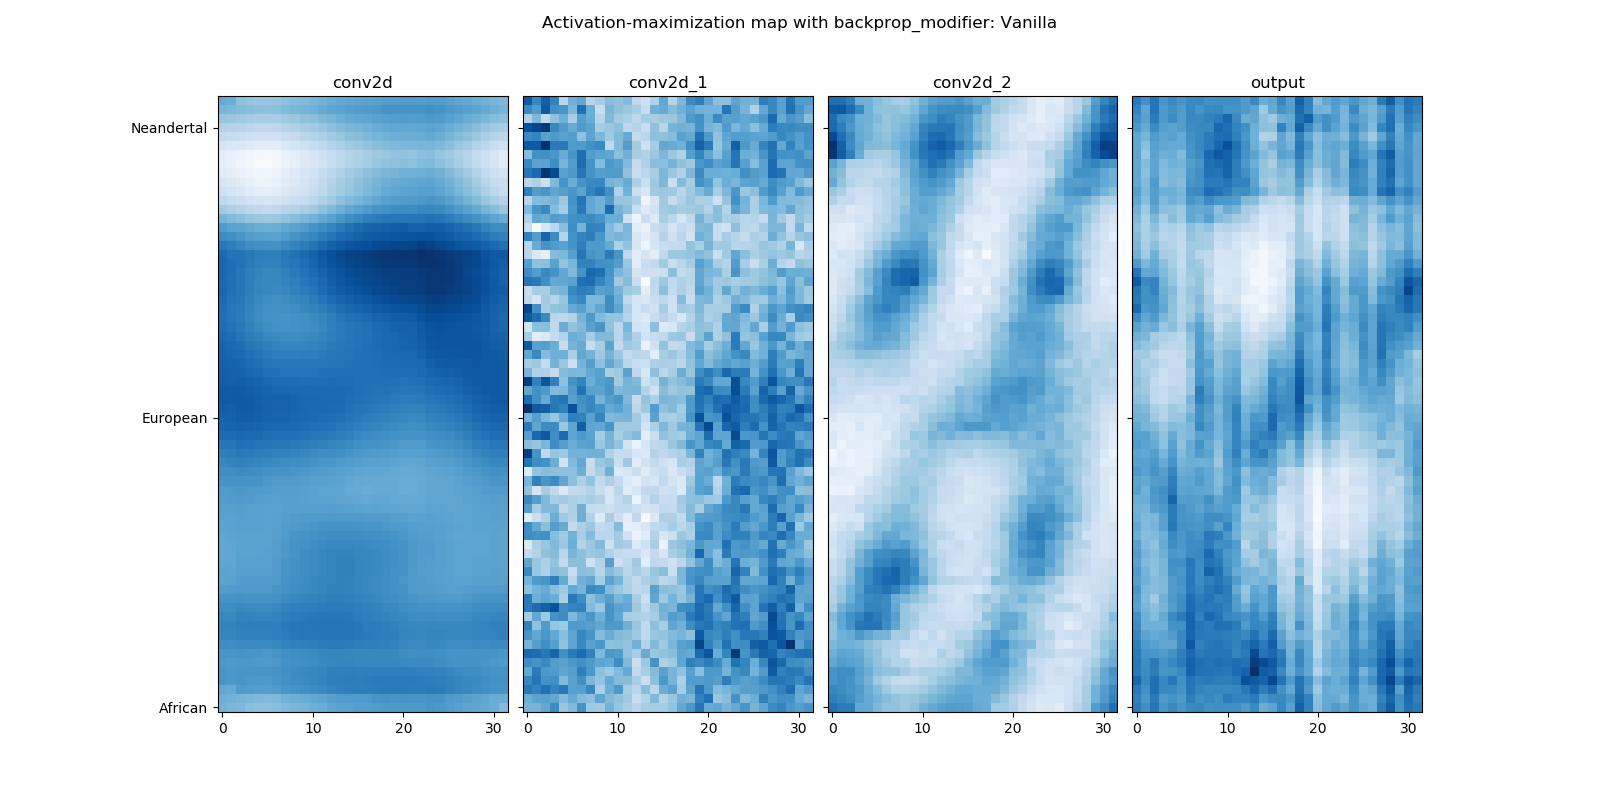 Activation-maximization map with backprop_modifier: Vanilla
conv2d conv2d_1 conv2d_2 output
Neandertal
European
African
0 10 20 30 0 10 20 30 0 10 20 30 0 10 20 30